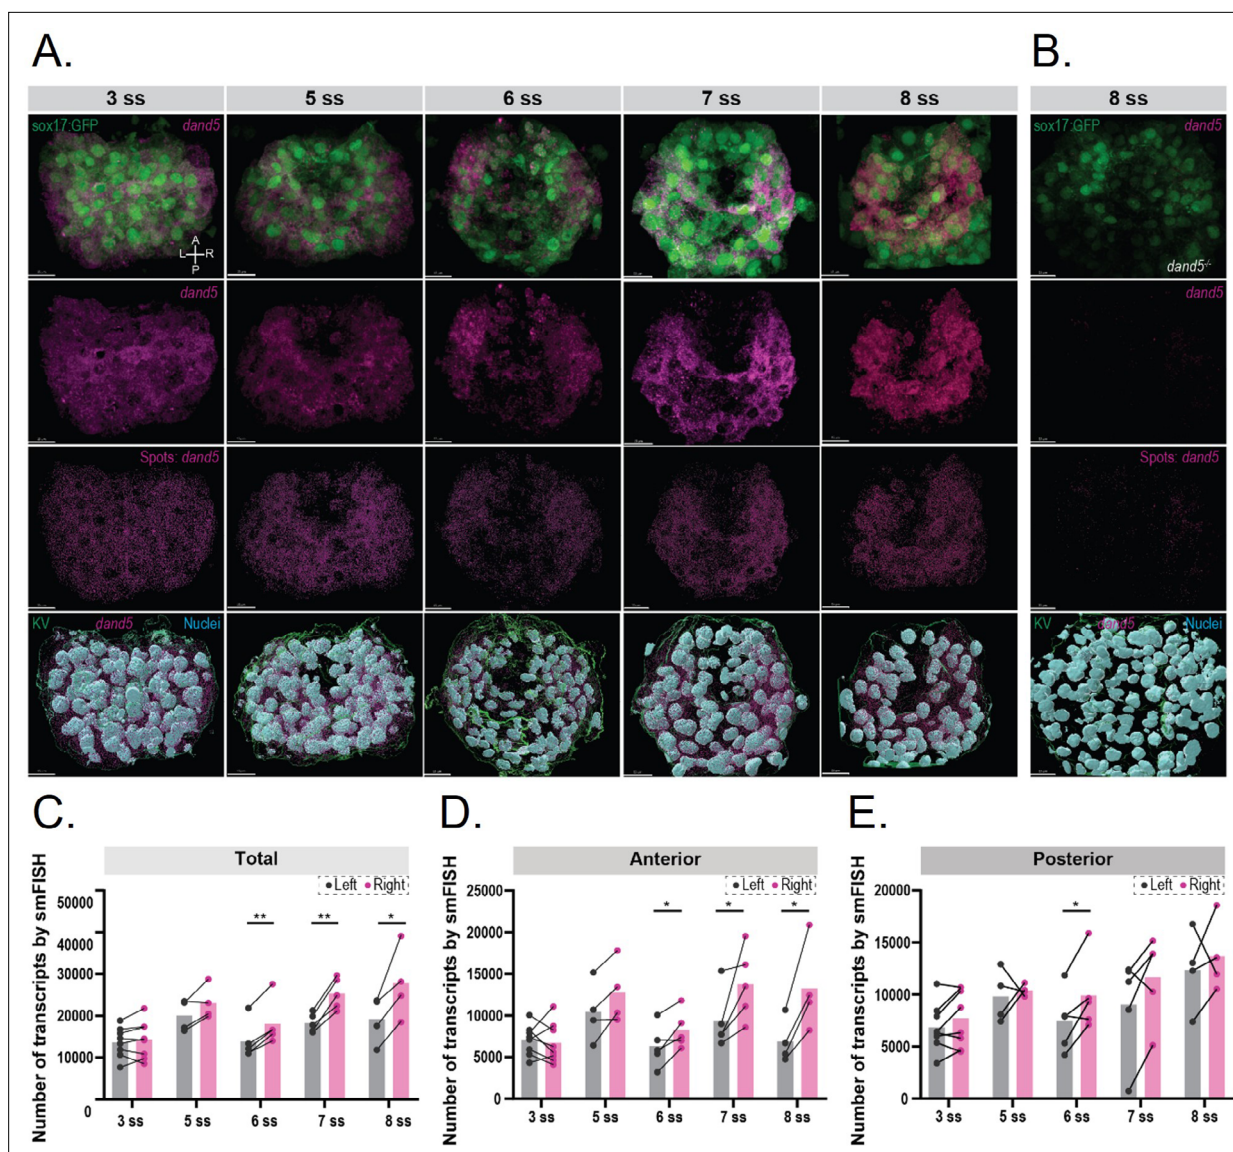 A.
B.
3 ss
5 ss
6 ss
7 ss
8 ss
8 ss
sox17:GFP
dand5
A
L
R
P
sox17:GFP
dand5
dand5-/-
dand5
dand5
Spots: dand5
Spots: dand5
KV
dand5
Nuclei
KV
dand5
Nuclei
C.
D.
E.
Total
Left
Right
Number of transcripts by smFISH
50000
40000
30000
20000
10000
0
**
**
*
3 ss
5 ss
6 ss
7 ss
8 ss
Anterior
Left
Right
Number of transcripts by smFISH
25000
20000
15000
10000
5000
0
*
*
*
3 ss
5 ss
6 ss
7 ss
8 ss
Posterior
Left
Right
Number of transcripts by smFISH
20000
15000
10000
5000
0
*
3 ss
5 ss
6 ss
7 ss
8 ss